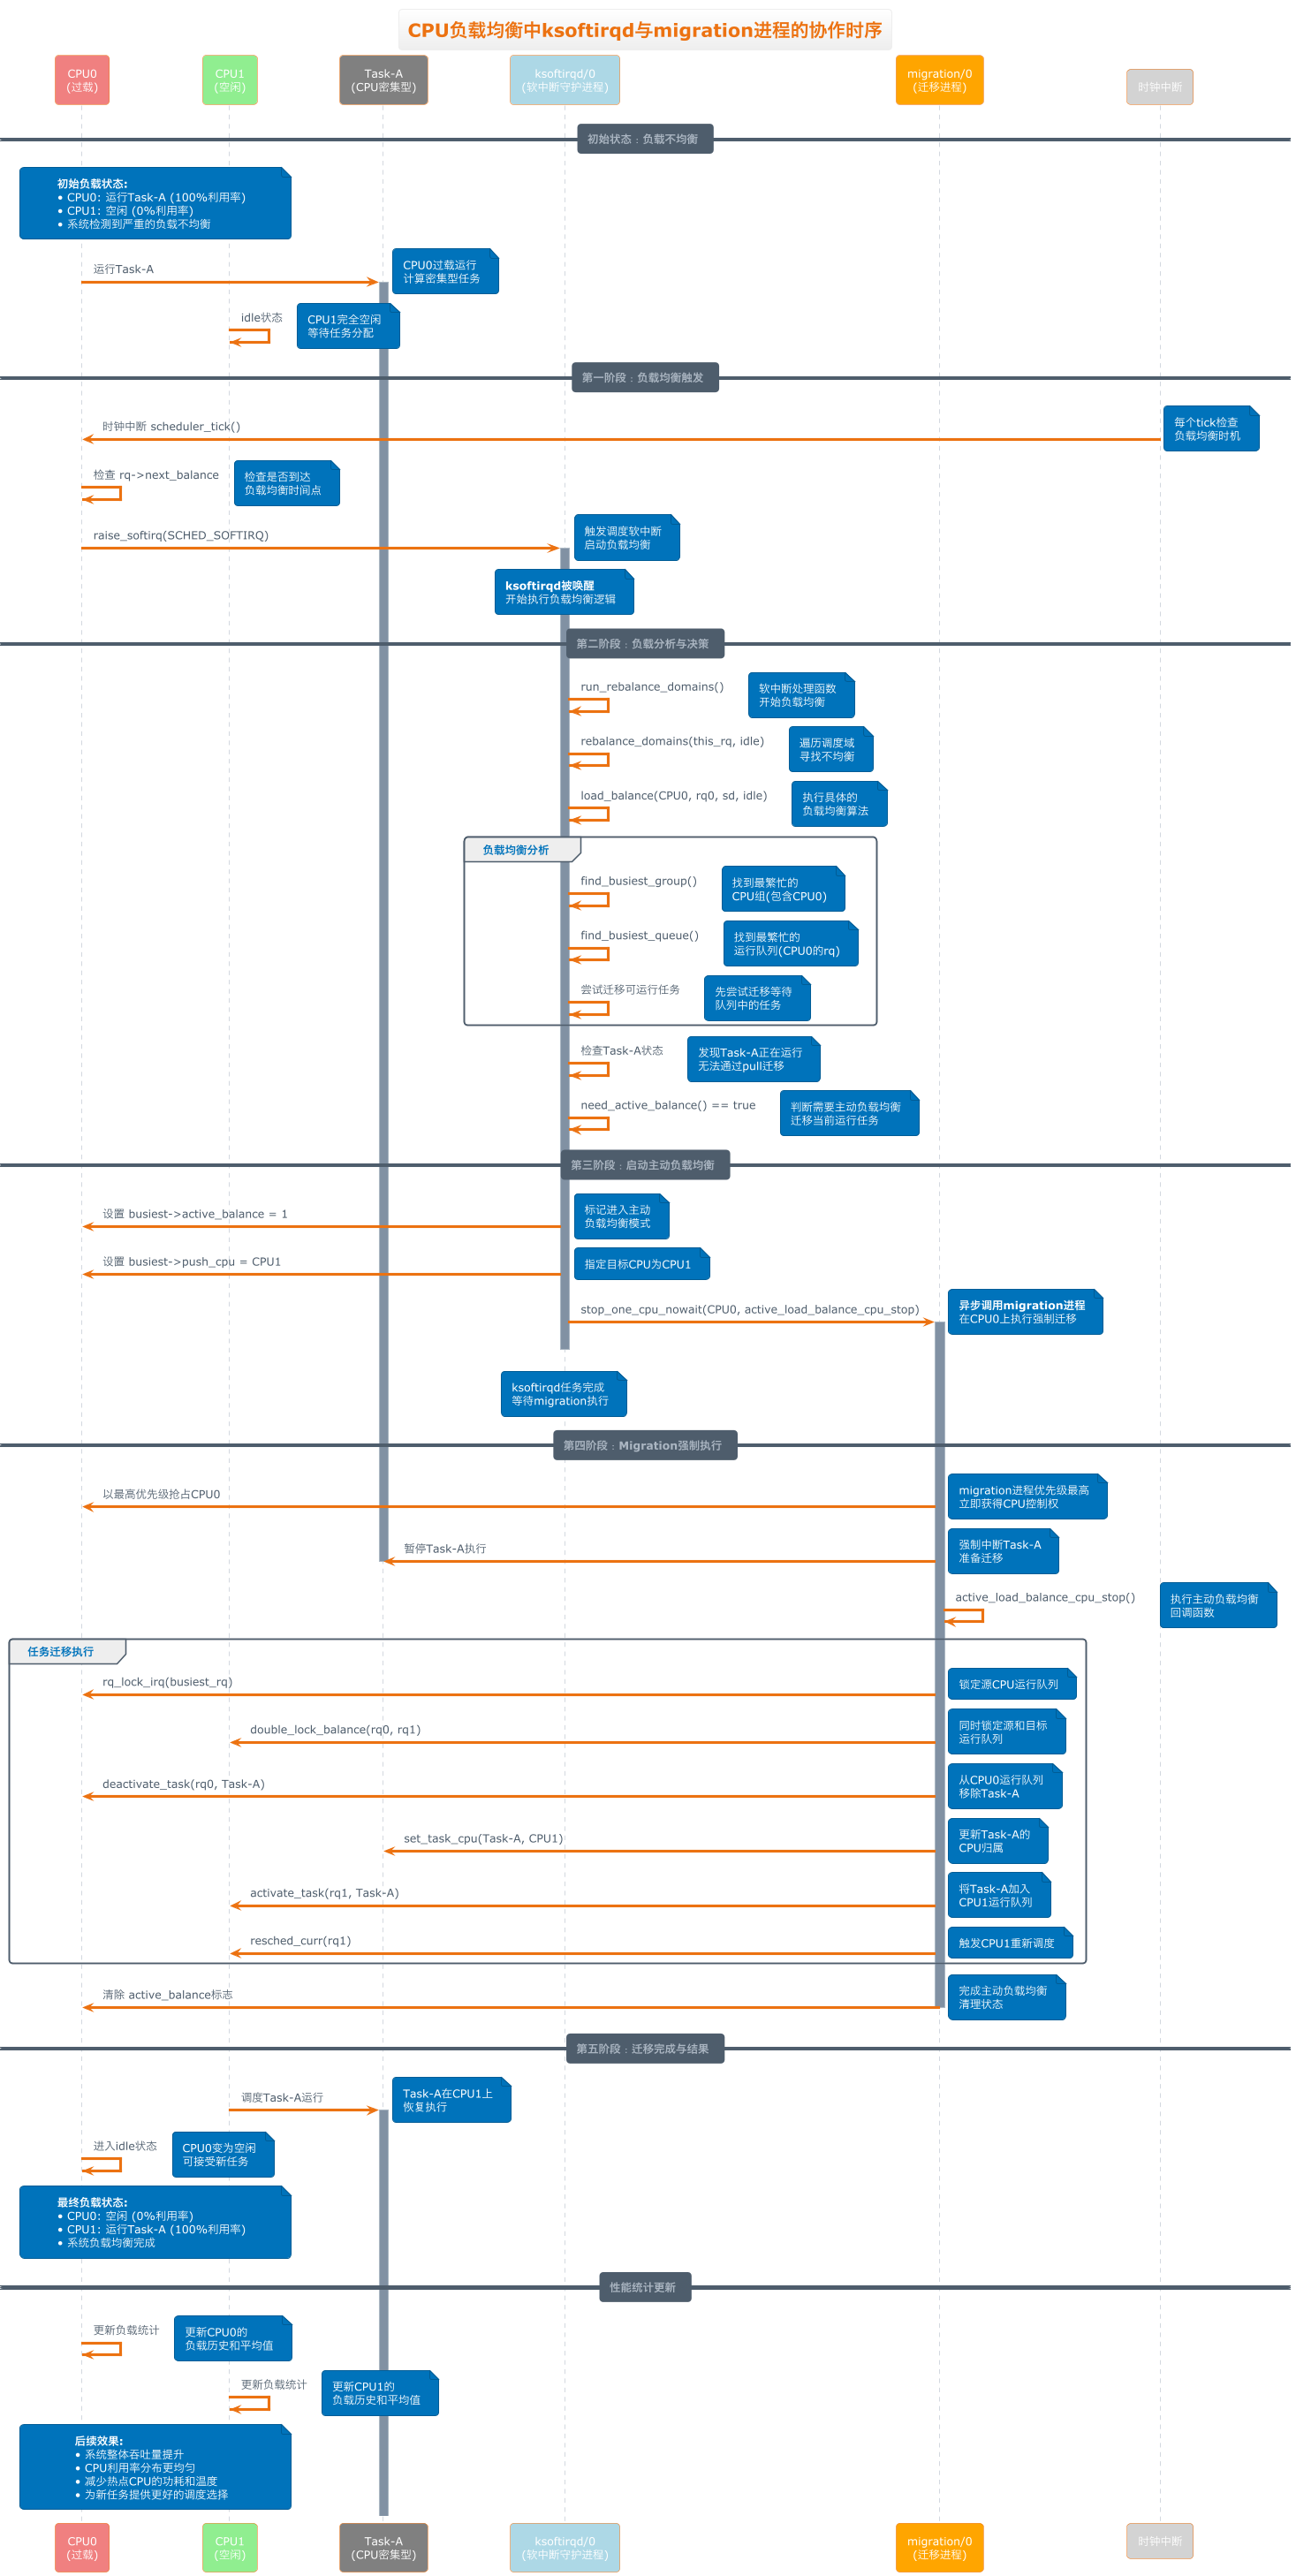 CPU负载均衡中ksoftirqd与migration进程的协作时序
CPU0
(过载)
CPU1
(空闲)
Task-A
(CPU密集型)
ksoftirqd/0
(软中断守护进程)
migration/0
(迁移进程)
时钟中断
初始状态：负载不均衡
初始负载状态:
• CPU0: 运行Task-A (100%利用率)
• CPU1: 空闲 (0%利用率)
• 系统检测到严重的负载不均衡
运行Task-A
CPU0过载运行
计算密集型任务
idle状态
CPU1完全空闲
等待任务分配
第一阶段：负载均衡触发
时钟中断 scheduler_tick()
每个tick检查
负载均衡时机
检查 rq->next_balance
检查是否到达
负载均衡时间点
raise_softirq(SCHED_SOFTIRQ)
触发调度软中断
启动负载均衡
ksoftirqd被唤醒
开始执行负载均衡逻辑
第二阶段：负载分析与决策
run_rebalance_domains()
软中断处理函数
开始负载均衡
rebalance_domains(this_rq, idle)
遍历调度域
寻找不均衡
load_balance(CPU0, rq0, sd, idle)
执行具体的
负载均衡算法
负载均衡分析
find_busiest_group()
找到最繁忙的
CPU组(包含CPU0)
find_busiest_queue()
找到最繁忙的
运行队列(CPU0的rq)
尝试迁移可运行任务
先尝试迁移等待
队列中的任务
检查Task-A状态
发现Task-A正在运行
无法通过pull迁移
need_active_balance() == true
判断需要主动负载均衡
迁移当前运行任务
第三阶段：启动主动负载均衡
设置 busiest->active_balance = 1
标记进入主动
负载均衡模式
设置 busiest->push_cpu = CPU1
指定目标CPU为CPU1
stop_one_cpu_nowait(CPU0, active_load_balance_cpu_stop)
异步调用migration进程
在CPU0上执行强制迁移
ksoftirqd任务完成
等待migration执行
第四阶段：Migration强制执行
以最高优先级抢占CPU0
migration进程优先级最高
立即获得CPU控制权
暂停Task-A执行
强制中断Task-A
准备迁移
active_load_balance_cpu_stop()
执行主动负载均衡
回调函数
任务迁移执行
rq_lock_irq(busiest_rq)
锁定源CPU运行队列
double_lock_balance(rq0, rq1)
同时锁定源和目标
运行队列
deactivate_task(rq0, Task-A)
从CPU0运行队列
移除Task-A
set_task_cpu(Task-A, CPU1)
更新Task-A的
CPU归属
activate_task(rq1, Task-A)
将Task-A加入
CPU1运行队列
resched_curr(rq1)
触发CPU1重新调度
清除 active_balance标志
完成主动负载均衡
清理状态
第五阶段：迁移完成与结果
调度Task-A运行
Task-A在CPU1上
恢复执行
进入idle状态
CPU0变为空闲
可接受新任务
最终负载状态:
• CPU0: 空闲 (0%利用率)
• CPU1: 运行Task-A (100%利用率)
• 系统负载均衡完成
性能统计更新
更新负载统计
更新CPU0的
负载历史和平均值
更新负载统计
更新CPU1的
负载历史和平均值
后续效果:
• 系统整体吞吐量提升
• CPU利用率分布更均匀
• 减少热点CPU的功耗和温度
• 为新任务提供更好的调度选择
CPU0
(过载)
CPU1
(空闲)
Task-A
(CPU密集型)
ksoftirqd/0
(软中断守护进程)
migration/0
(迁移进程)
时钟中断